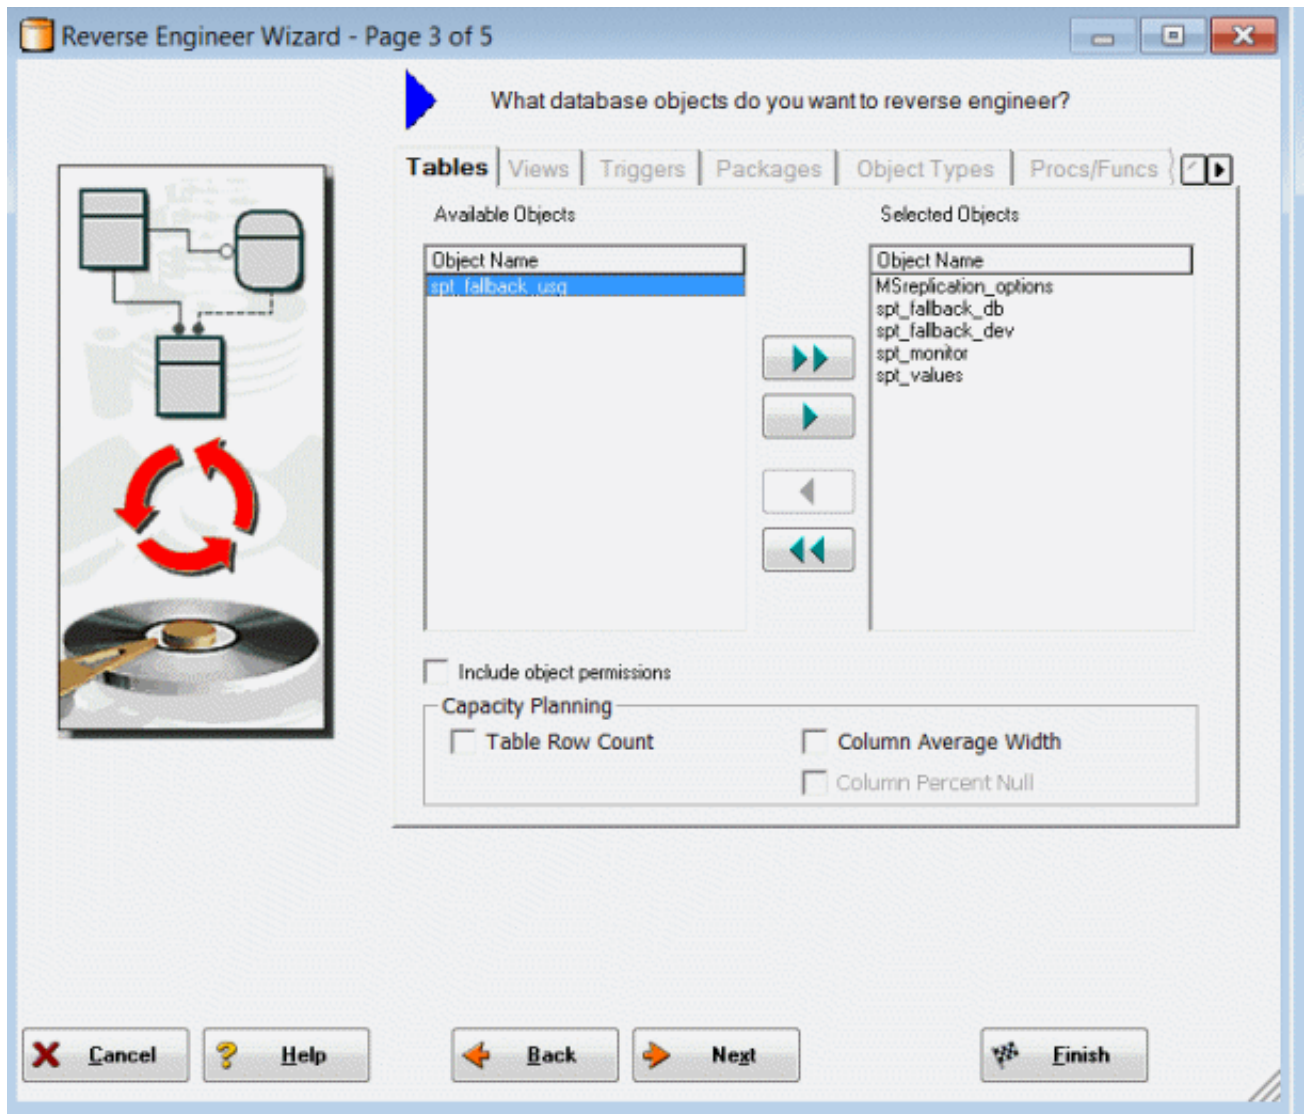 Reverse Engineer Wizard - Page 3 of 5
What database objects do you want to reverse engineer?
Tables Views Triggers Packages Object Types Procs/Funcs
Available Objects Selected Objects
Object Name Object Name
spt_fallback_usg MSreplication_options
spt_fallback_db
spt_fallback_dev
spt_monitor
spt_values
Include object permissions
Capacity Planning
Table Row Count Column Average Width
Column Percent Null
Cancel Help Back Next Finish